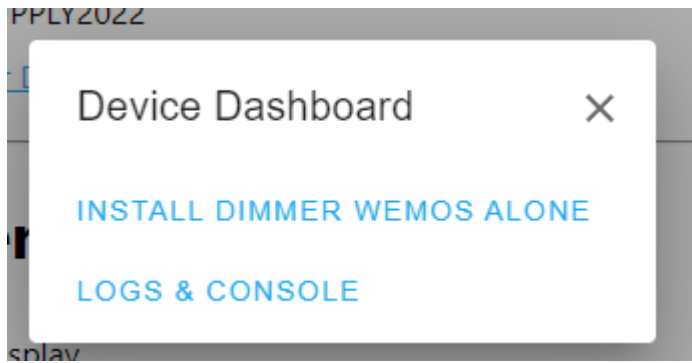 PPLY2022
Device Dashboard
INSTALL DIMMER WEMOS ALONE
LOGS & CONSOLE
splay